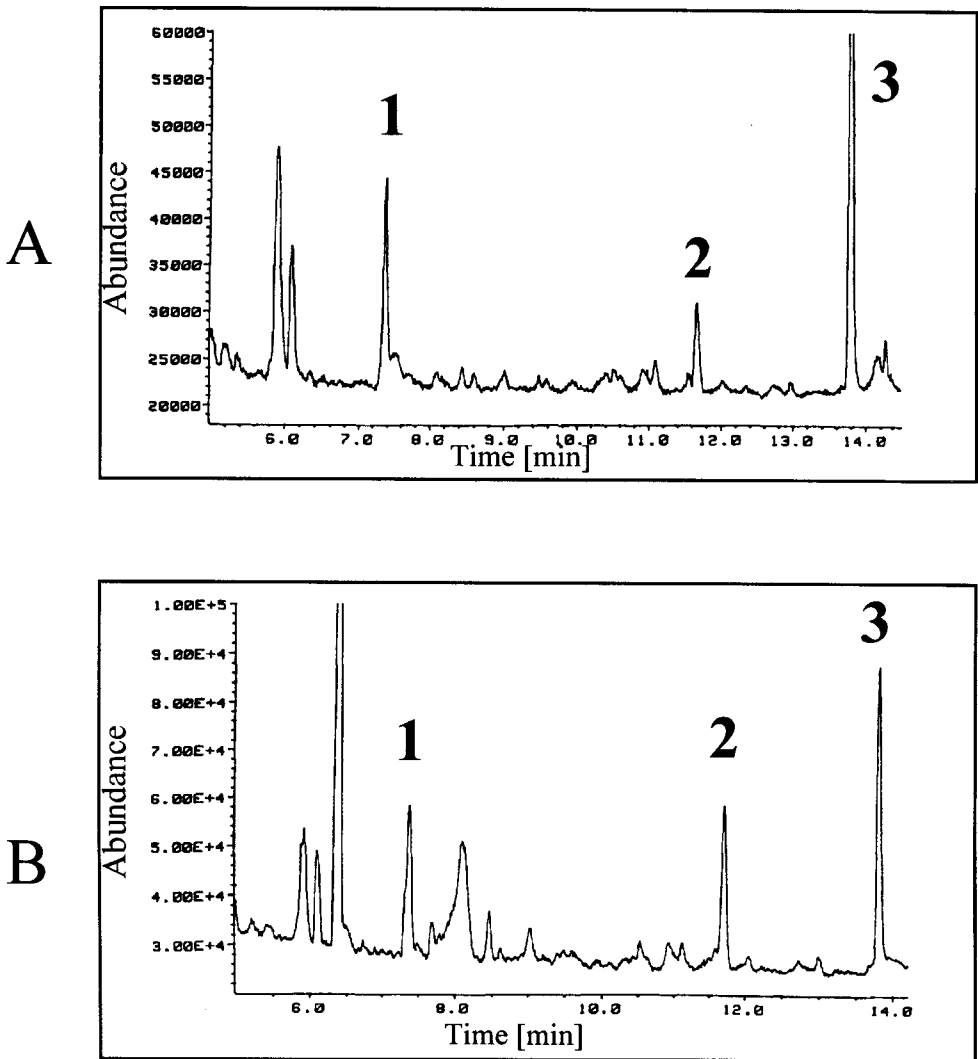 A
Abundance
60000
55000
50000
45000
40000
35000
30000
25000
20000
1
2
3
6.0 7.0 8.0 9.0 10.0 11.0 12.0 13.0 14.0
Time [min]
B
Abundance
1.00E+5
9.00E+4
8.00E+4
7.00E+4
6.00E+4
5.00E+4
4.00E+4
3.00E+4
1
2
3
6.0 8.0 10.0 12.0 14.0
Time [min]